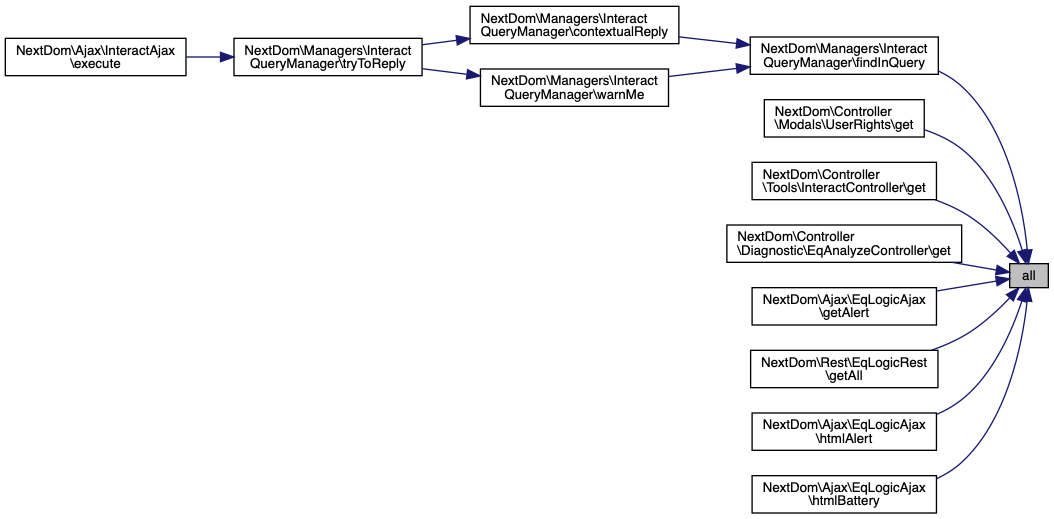 NextDom\Ajax\InteractAjax
\execute
NextDom\Managers\Interact
QueryManager\tryToReply
NextDom\Managers\Interact
QueryManager\contextualReply
NextDom\Managers\Interact
QueryManager\warnMe
NextDom\Managers\Interact
QueryManager\findInQuery
NextDom\Controller
\Modals\UserRights\get
NextDom\Controller
\Tools\InteractController\get
NextDom\Controller
\Diagnostic\EqAnalyzeController\get
NextDom\Ajax\EqLogicAjax
\getAlert
NextDom\Rest\EqLogicRest
\getAll
NextDom\Ajax\EqLogicAjax
\htmlAlert
NextDom\Ajax\EqLogicAjax
\htmlBattery
all